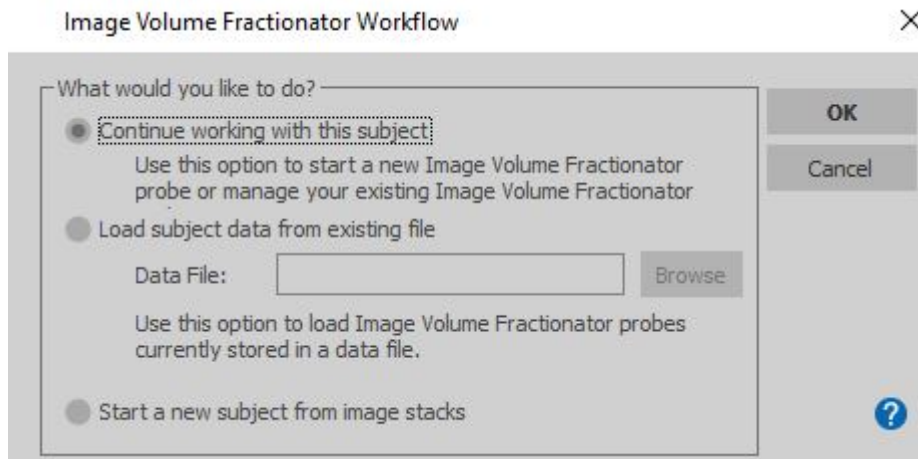 Image Volume Fractionator Workflow
What would you like to do?
OK
Continue working with this subject
Use this option to start a new Image Volume Fractionator
probe or manage your existing Image Volume Fractionator
Cancel
Load subject data from existing file
Data File:
Browse
Use this option to load Image Volume Fractionator probes
currently stored in a data file.
Start a new subject from image stacks
?